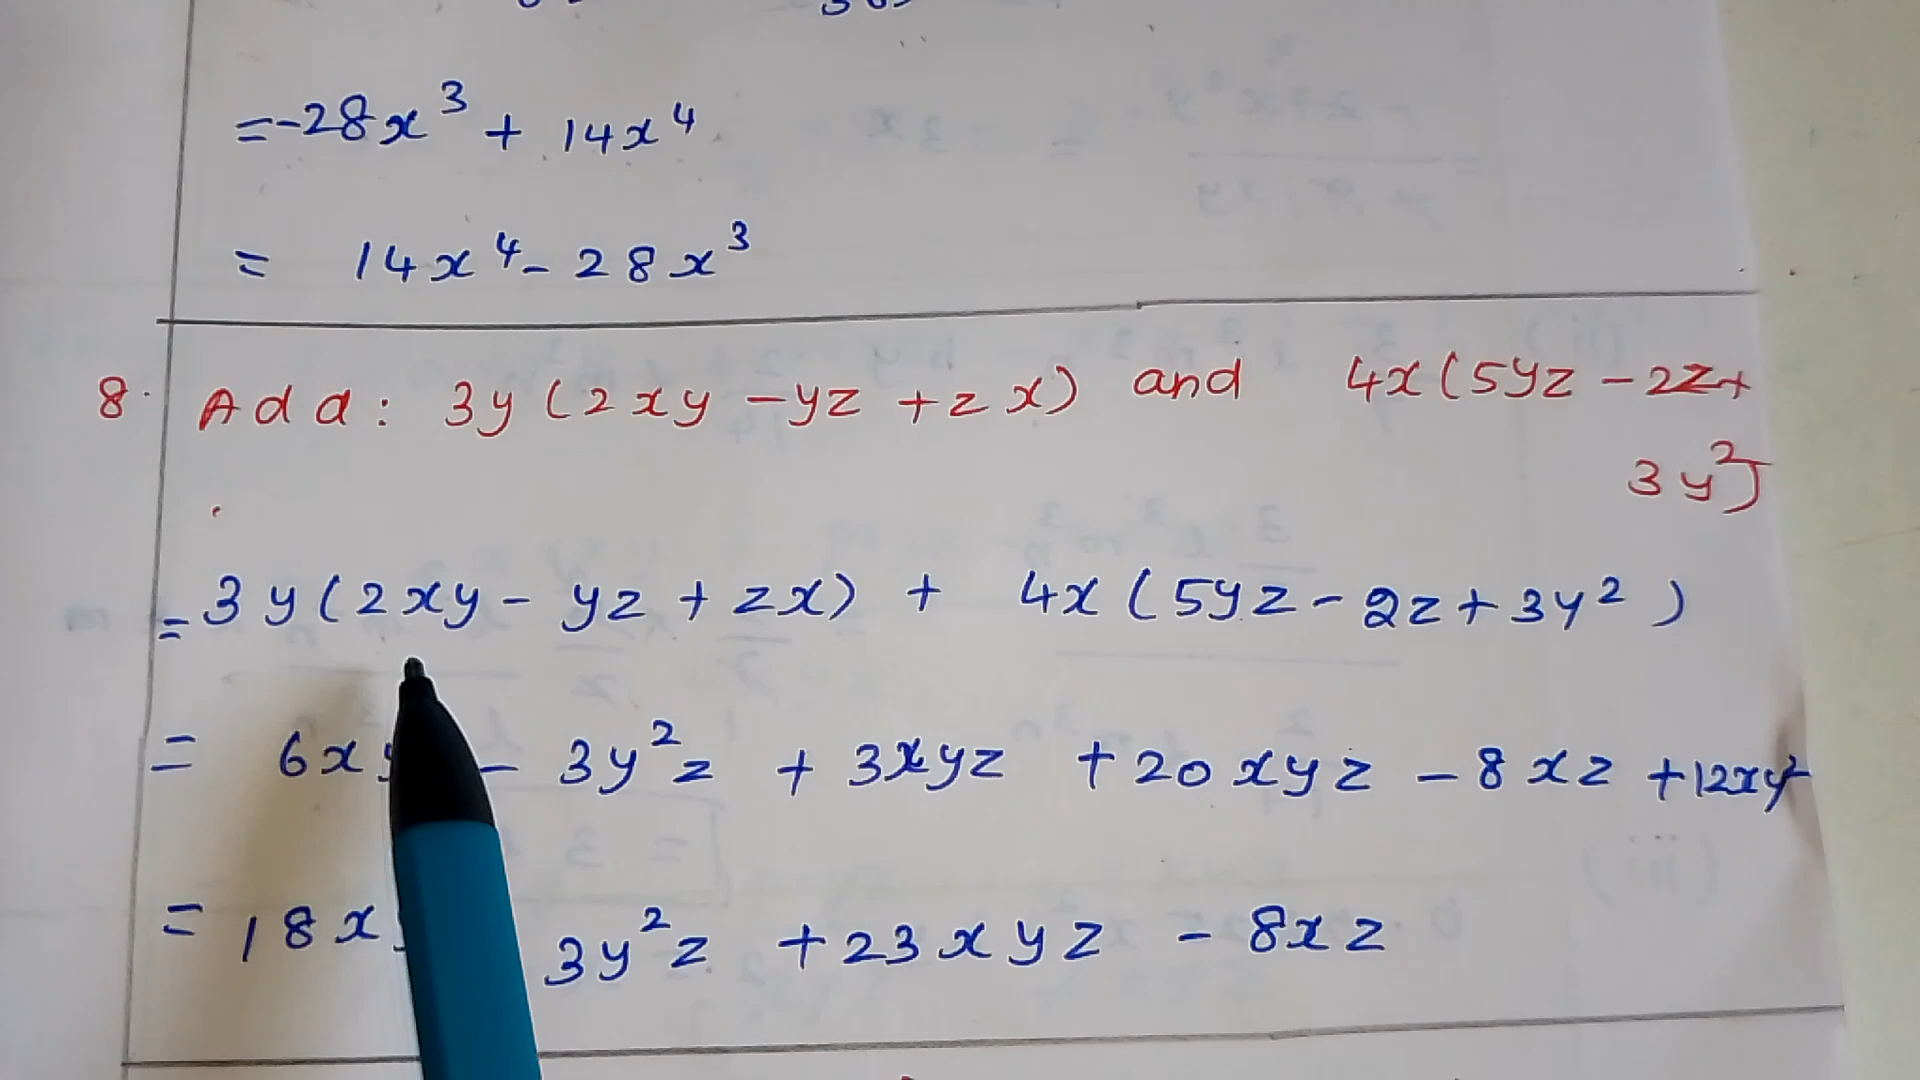 =-28x³ + 14x⁴
= 14x⁴- 28x³
8. Add: 3y(2xy -yz +zx) and 4x(5yz -2z+
3y²)
=3y(2xy- yz + zx) + 4x(5yz-2z+3y²)
= 6x - 3y²z + 3xyz +20xyz -8xz +12xy²
= 18x 3y²z +23xyz - 8xz